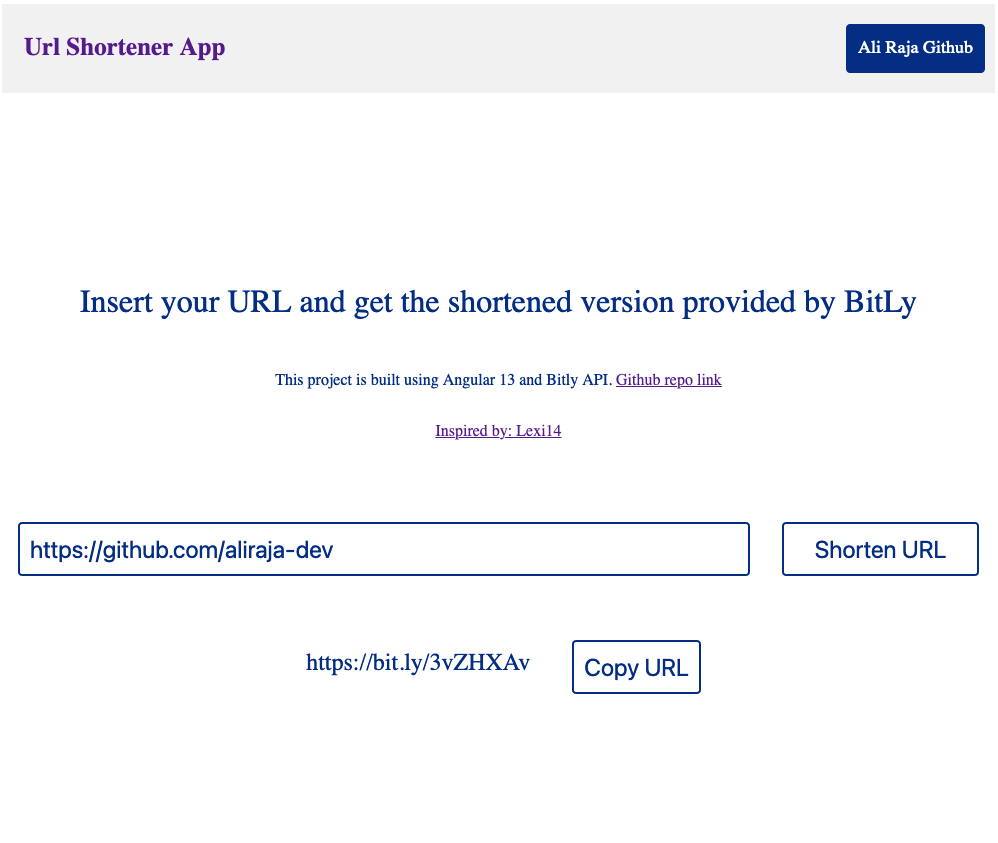 Url Shortener App
Ali Raja Github
Insert your URL and get the shortened version provided by BitLy
This project is built using Angular 13 and Bitly API. Github repo link
Inspired by: Lexi14
https://github.com/aliraja-dev
Shorten URL
https://bit.ly/3vZHXAv
Copy URL